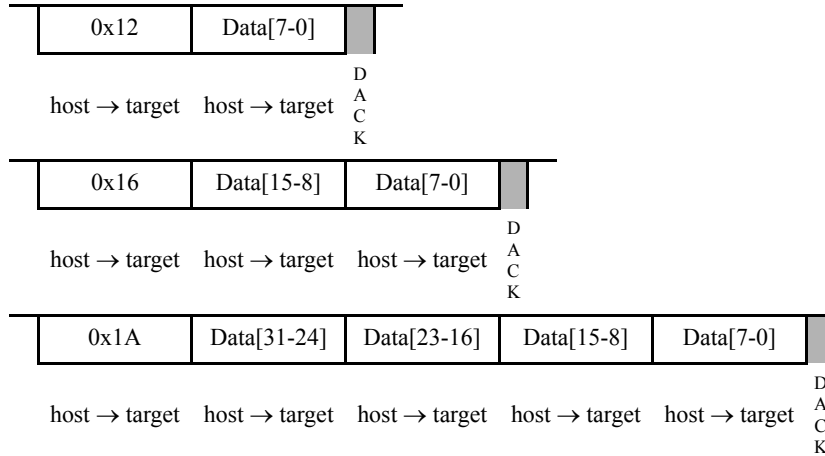 0x12 Data[7-0]
host → target host → target
D
A
C
K
0x16 Data[15-8] Data[7-0]
host → target host → target host → target
D
A
C
K
0x1A Data[31-24] Data[23-16] Data[15-8] Data[7-0]
host → target host → target host → target host → target host → target
D
A
C
K